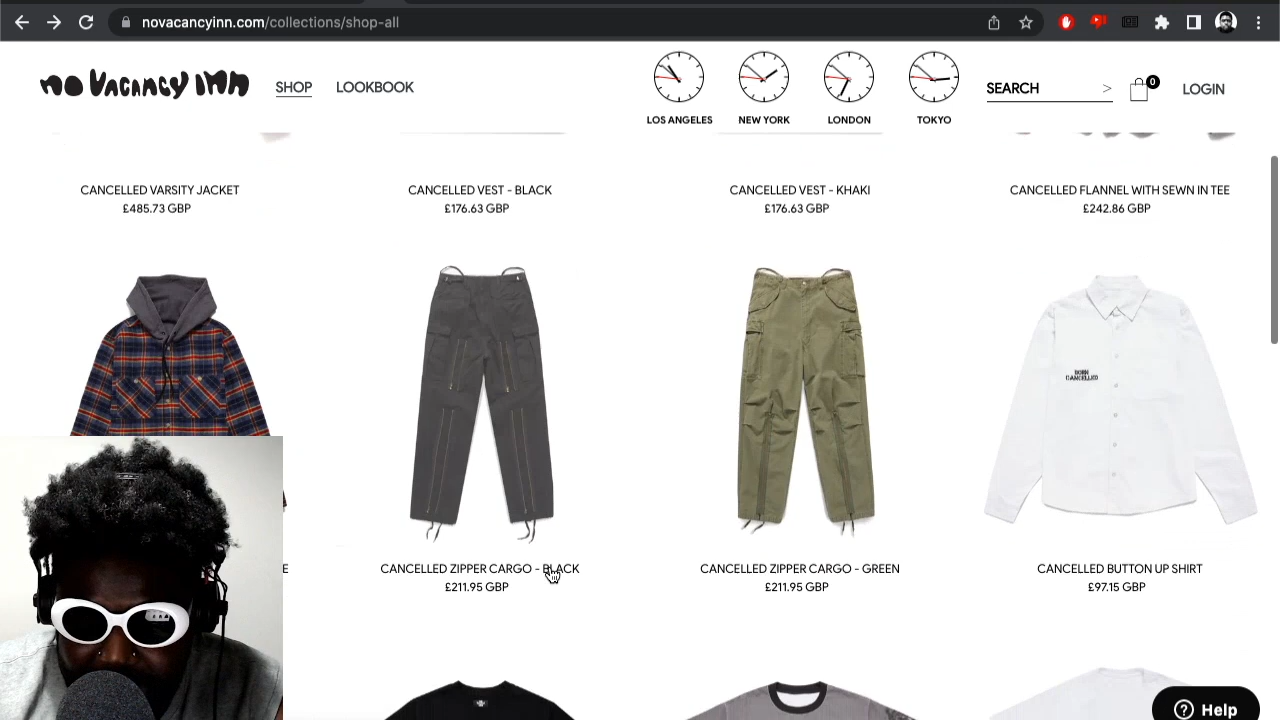 novacancyinn.com/collections/shop-all
NO VACANCY INN
SHOP
LOOKBOOK
LOS ANGELES
NEW YORK
LONDON
TOKYO
SEARCH >
0
LOGIN
CANCELLED VARSITY JACKET
£485.73 GBP
CANCELLED VEST - BLACK
£176.63 GBP
CANCELLED VEST - KHAKI
£176.63 GBP
CANCELLED FLANNEL WITH SEWN IN TEE
£242.86 GBP
BORN
CANCELLED
E
CANCELLED ZIPPER CARGO - BLACK
£211.95 GBP
CANCELLED ZIPPER CARGO - GREEN
£211.95 GBP
CANCELLED BUTTON UP SHIRT
£97.15 GBP
? Help